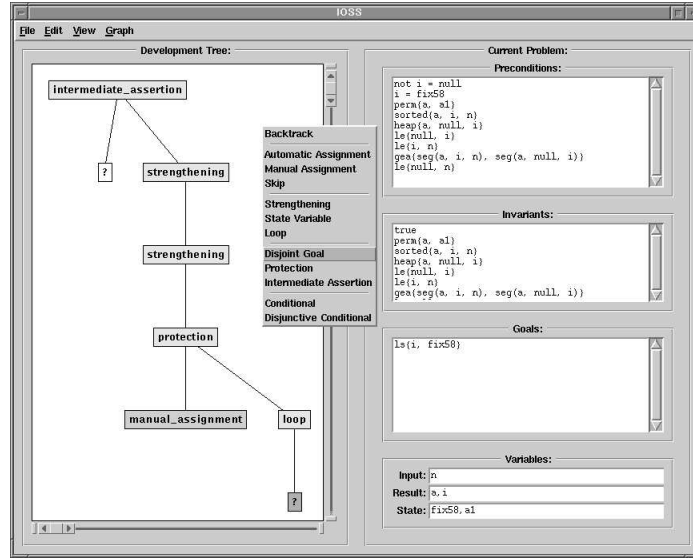 IOSS
File Edit View Graph
Development Tree:
intermediate_assertion
?
strengthening
strengthening
protection
manual_assignment
loop
?
Backtrack
Automatic Assignment
Manual Assignment
Skip
Strengthening
State Variable
Loop
Disjoint Goal
Protection
Intermediate Assertion
Conditional
Disjunctive Conditional
Current Problem:
Preconditions:
not i = null
i = fix58
perm(a, a1)
sorted(a, i, n)
heap(a, null, i)
le(null, i)
le(i, n)
gea(seg(a, i, n), seg(a, null, i))
le(null, n)
Invariants:
true
perm(a, a1)
sorted(a, i, n)
heap(a, null, i)
le(null, i)
le(i, n)
gea(seg(a, i, n), seg(a, null, i))
Goals:
ls(i, fix58)
Variables:
Input: n
Result: a,i
State: fix58,a1